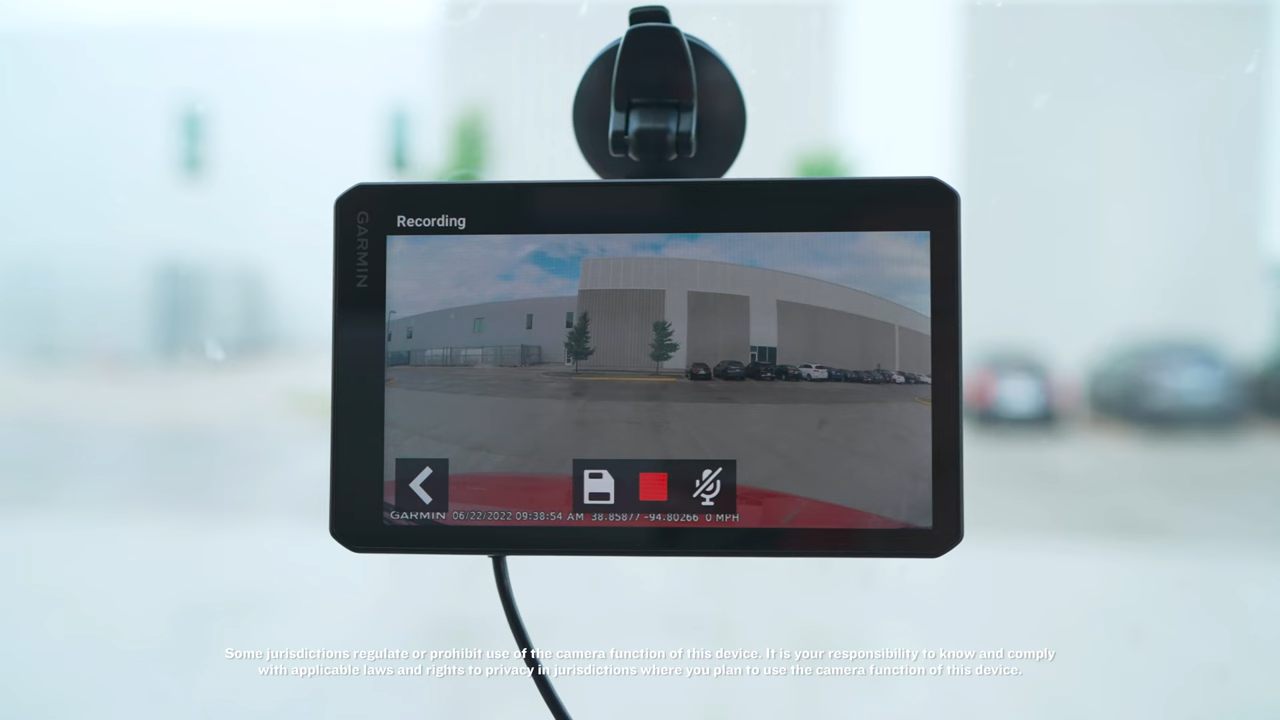 GARMIN
Recording
GARMIN 06/22/2022 09:38:54 AM 38.85877 -94.80266 0 MPH
Some jurisdictions regulate or prohibit use of the camera function of this device. It is your responsibility to know and comply
with applicable laws and rights to privacy in jurisdictions where you plan to use the camera function of this device.